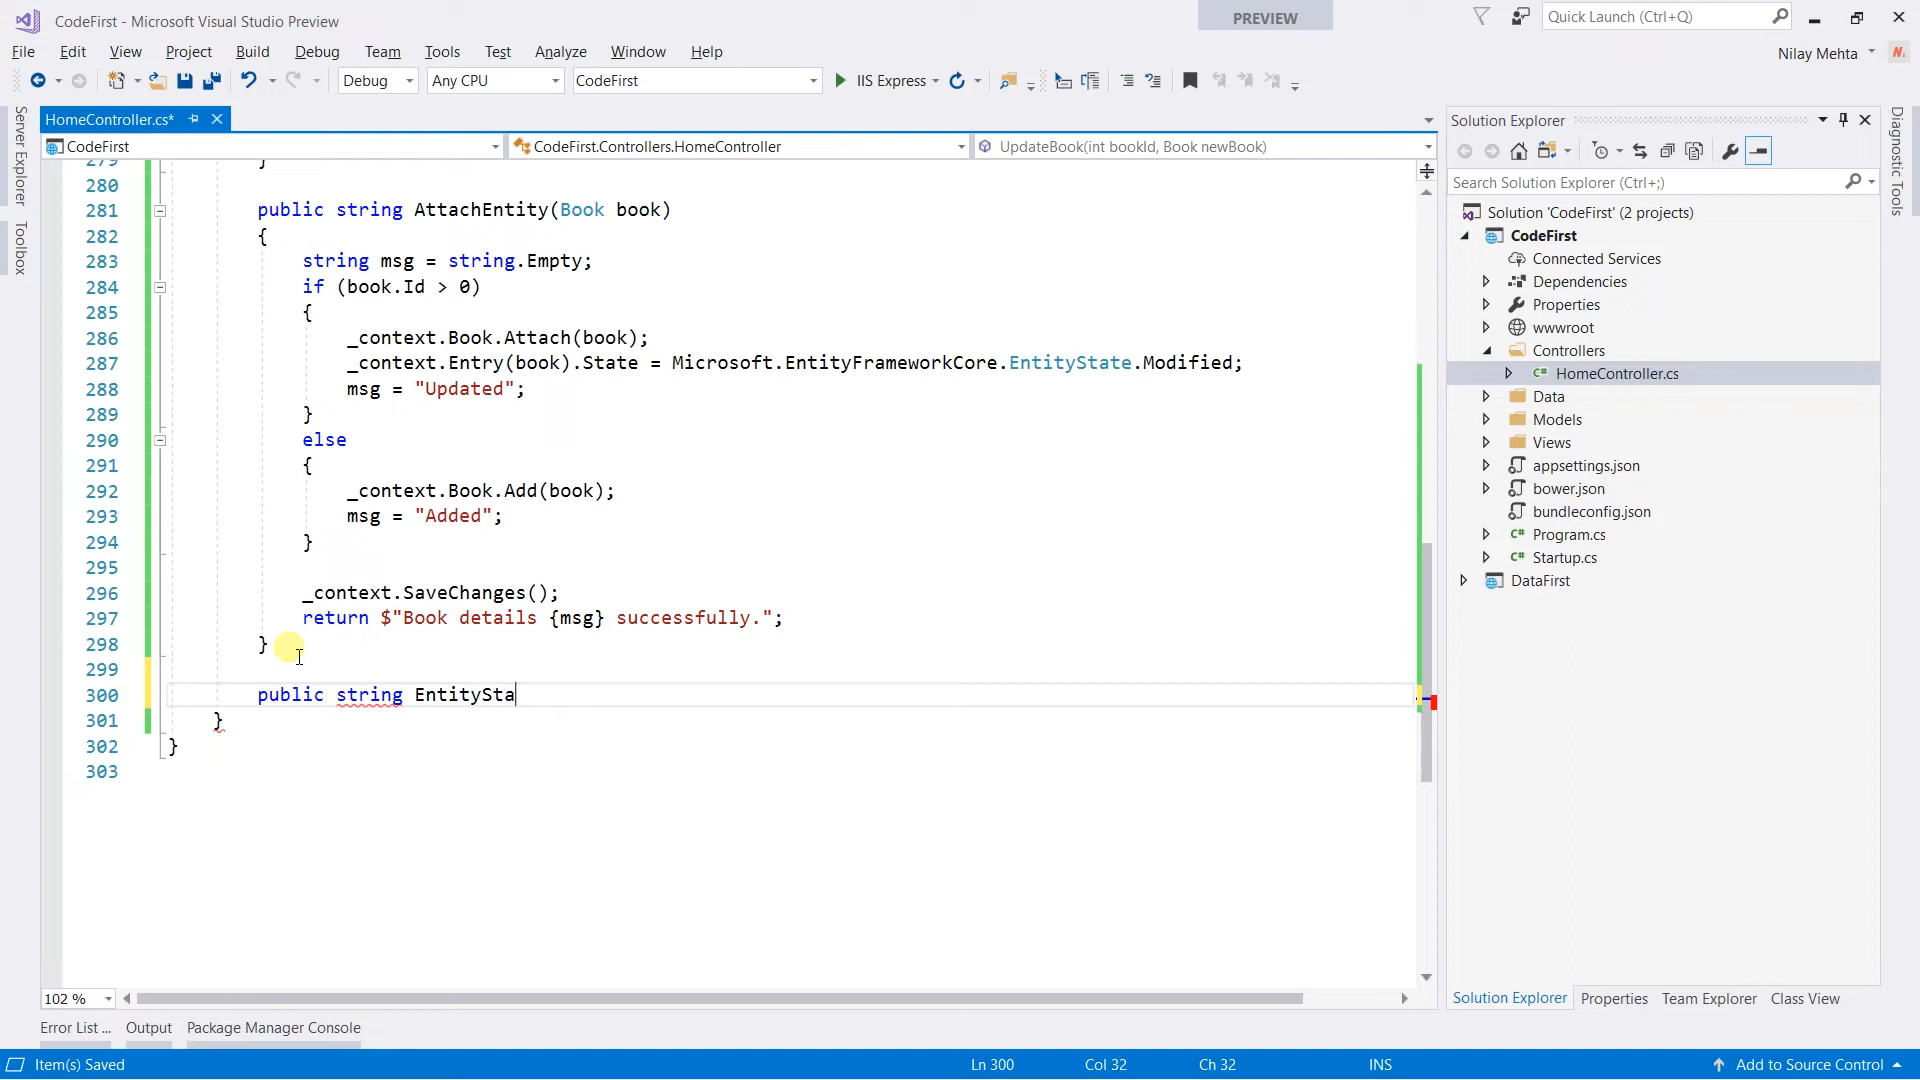 CodeFirst - Microsoft Visual Studio Preview
PREVIEW
Quick Launch (Ctrl+Q)
File Edit View Project Build Debug Team Tools Test Analyze Window Help
Nilay Mehta
Debug Any CPU CodeFirst IIS Express
Server Explorer
Toolbox
HomeController.cs*
CodeFirst CodeFirst.Controllers.HomeController UpdateBook(int bookId, Book newBook)
279 }
280
281 public string AttachEntity(Book book)
282 {
283 string msg = string.Empty;
284 if (book.Id > 0)
285 {
286 _context.Book.Attach(book);
287 _context.Entry(book).State = Microsoft.EntityFrameworkCore.EntityState.Modified;
288 msg = "Updated";
289 }
290 else
291 {
292 _context.Book.Add(book);
293 msg = "Added";
294 }
295
296 _context.SaveChanges();
297 return $"Book details {msg} successfully.";
298 }
299
300 public string EntitySta
301 }
302 }
303
102 %
Solution Explorer
Search Solution Explorer (Ctrl+;)
Solution 'CodeFirst' (2 projects)
CodeFirst
Connected Services
Dependencies
Properties
wwwroot
Controllers
C# HomeController.cs
Data
Models
Views
appsettings.json
bower.json
bundleconfig.json
C# Program.cs
C# Startup.cs
DataFirst
Solution Explorer Properties Team Explorer Class View
Diagnostic Tools
Error List ... Output Package Manager Console
Item(s) Saved Ln 300 Col 32 Ch 32 INS Add to Source Control